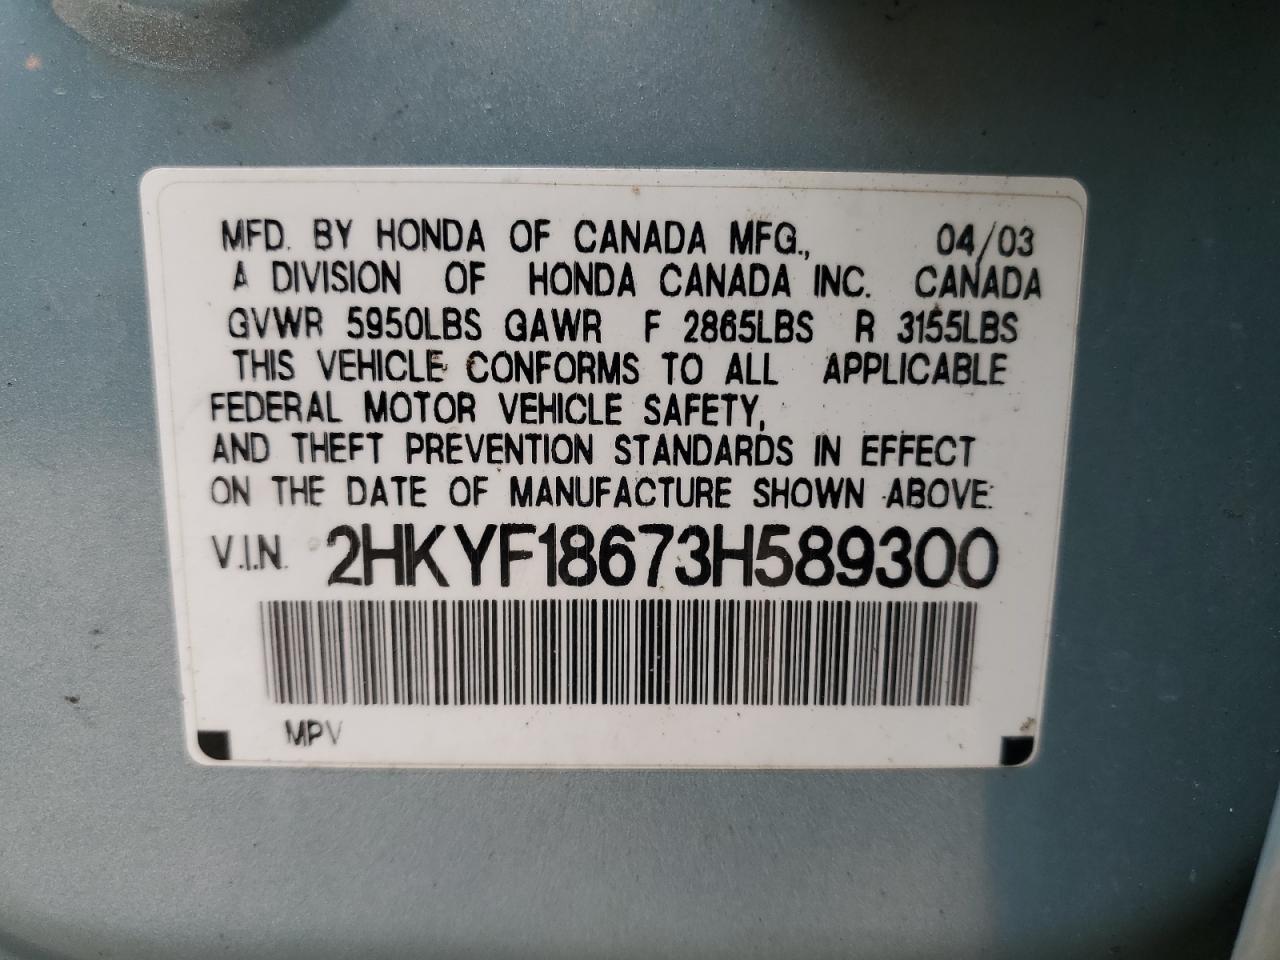 MFD. BY HONDA OF CANADA MFG., 04/03
A DIVISION OF HONDA CANADA INC. CANADA
GVWR 5950LBS GAWR F 2865LBS R 3155LBS
THIS VEHICLE CONFORMS TO ALL APPLICABLE
FEDERAL MOTOR VEHICLE SAFETY,
AND THEFT PREVENTION STANDARDS IN EFFECT
ON THE DATE OF MANUFACTURE SHOWN ABOVE.
V.I.N. 2HKYF18673H589300
MPV